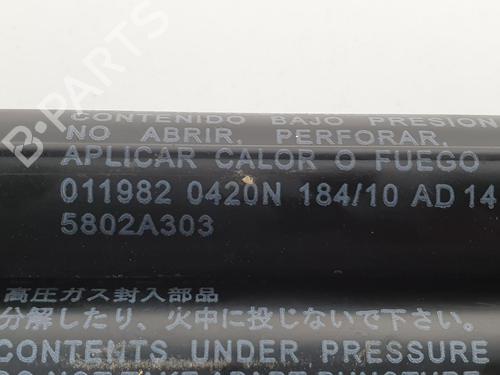 CONTENIDO BAJO PRESION
NO ABRIR, PERFORAR,
APLICAR CALOR O FUEGO
011982 0420N 184/10 AD 14
5802A303
高圧ガス封入部品
分解したり、火中に投じないで下さい。
CONTENTS UNDER PRESSURE
B-PARTS